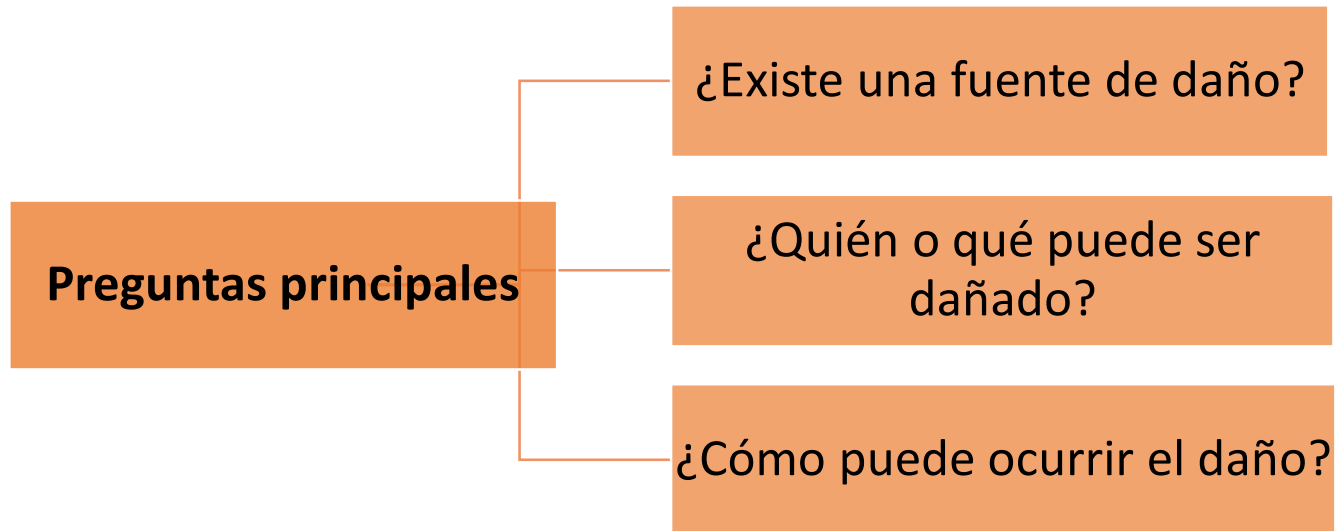 ¿Existe una fuente de daño?
Preguntas principales
¿Quién o qué puede ser
dañado?
¿Cómo puede ocurrir el daño?